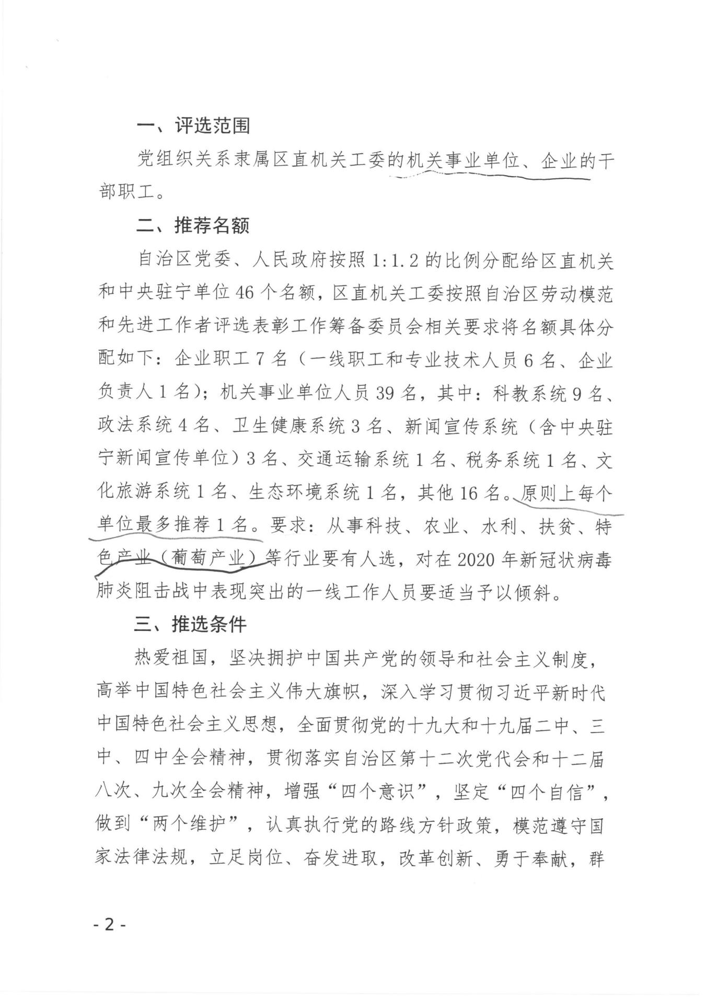 一、评选范围
党组织关系隶属区直机关工委的机关事业单位、企业的干
部职工。
二、推荐名额
自治区党委、人民政府按照1:1.2的比例分配给区直机关
和中央驻宁单位46个名额，区直机关工委按照自治区劳动模范
和先进工作者评选表彰工作筹备委员会相关要求将名额具体分
配如下：企业职工7名（一线职工和专业技术人员6名、企业
负责人1名）；机关事业单位人员39名，其中：科教系统9名、
政法系统4名、卫生健康系统3名、新闻宣传系统（含中央驻
宁新闻宣传单位）3名、交通运输系统1名、税务系统1名、文
化旅游系统1名、生态环境系统1名，其他16名。原则上每个
单位最多推荐1名。要求：从事科技、农业、水利、扶贫、特
色产业（葡萄产业）等行业要有人选，对在2020年新冠状病毒
肺炎阻击战中表现突出的一线工作人员要适当予以倾斜。
三、推选条件
热爱祖国，坚决拥护中国共产党的领导和社会主义制度，
高举中国特色社会主义伟大旗帜，深入学习贯彻习近平新时代
中国特色社会主义思想，全面贯彻党的十九大和十九届二中、三
中、四中全会精神，贯彻落实自治区第十二次党代会和十二届
八次、九次全会精神，增强“四个意识”，坚定“四个自信”，
做到“两个维护”，认真执行党的路线方针政策，模范遵守国
家法律法规，立足岗位、奋发进取，改革创新、勇于奉献，群
- 2 -